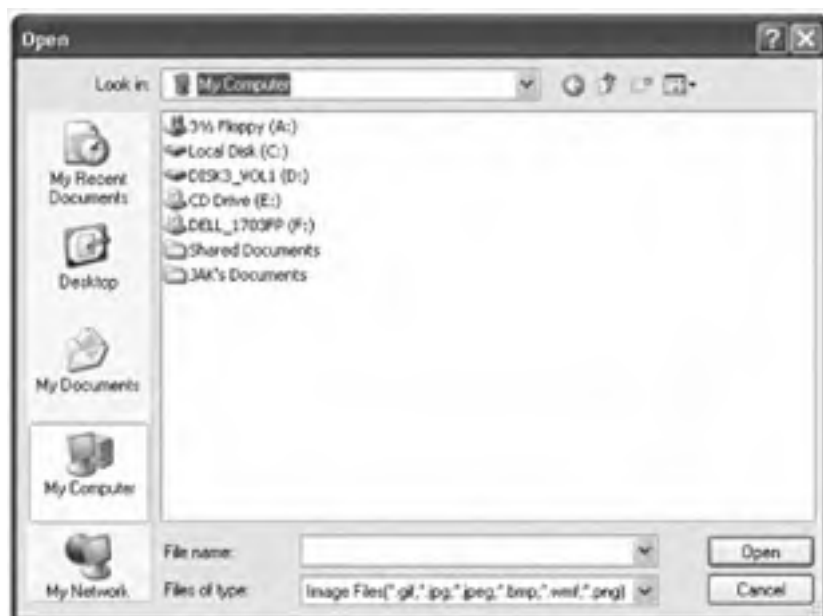 Open
Look in: My Computer
My Recent
Documents
Desktop
My Documents
My Computer
My Network
3½ Floppy (A:)
Local Disk (C:)
DISK3_VOL1 (D:)
CD Drive (E:)
DELL_1703FP (F:)
Shared Documents
JAK's Documents
File name:
Open
Files of type: Image Files(*.gif,*.jpg,*.jpeg,*.bmp,*.wmf,*.png)
Cancel